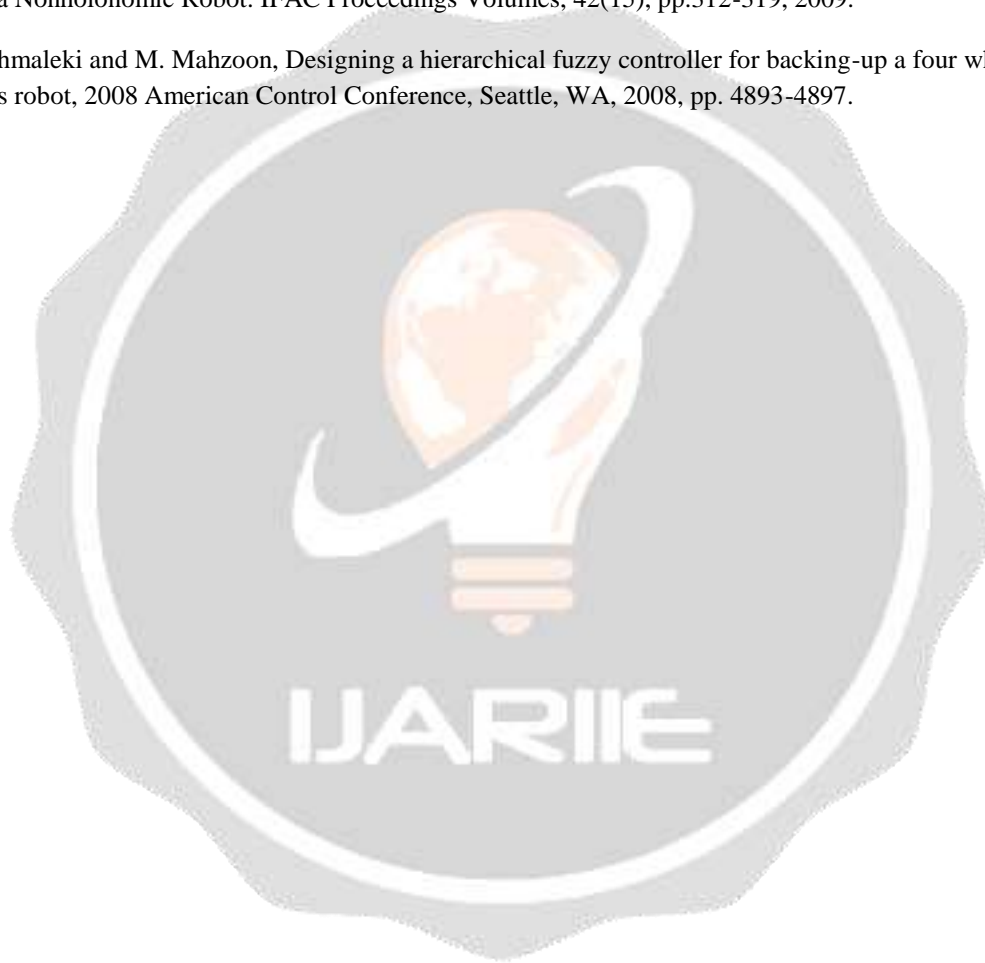 a Nonholonomic Robot. IFAC Proceedings Volumes, 42(15), pp.312-319, 2009.
hmaleki and M. Mahzoon, Designing a hierarchical fuzzy controller for backing-up a four wh
s robot, 2008 American Control Conference, Seattle, WA, 2008, pp. 4893-4897.
IJARIIE